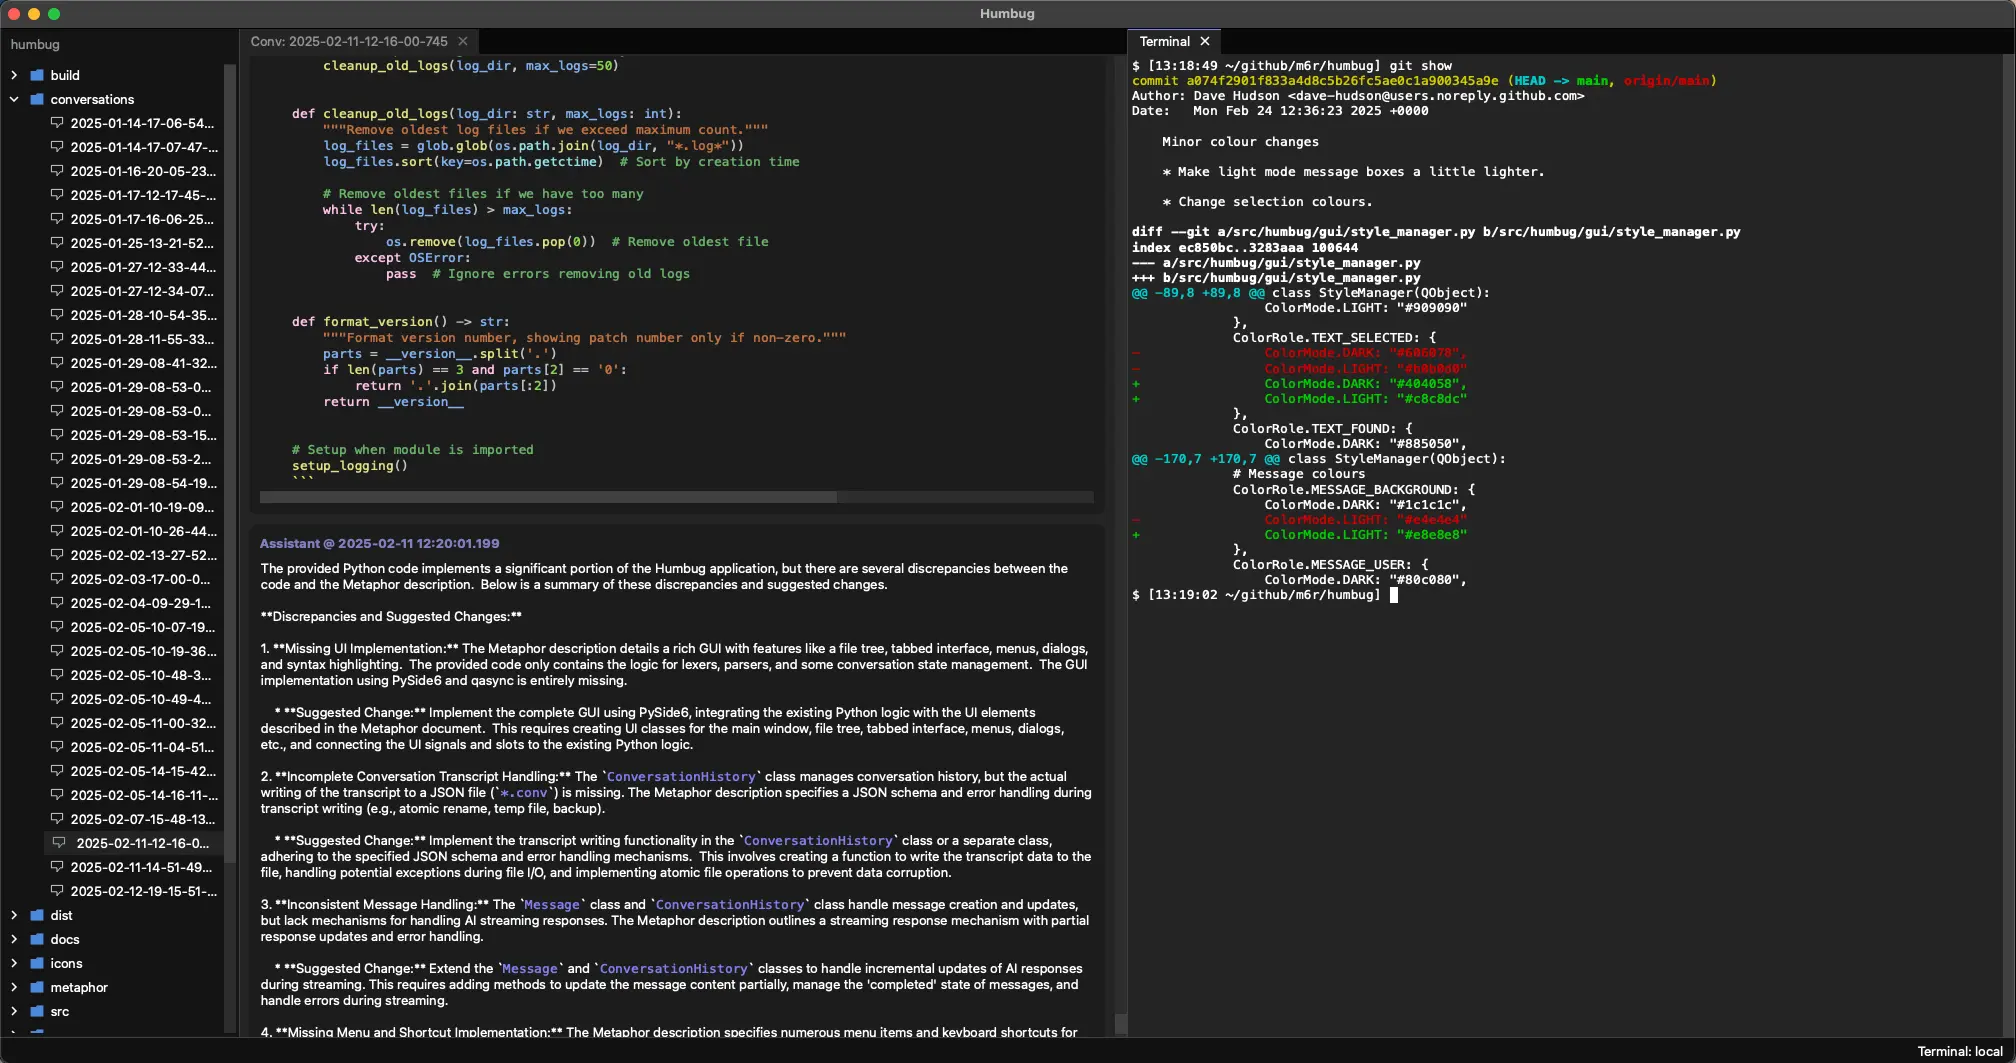 Humbug
humbug
build
conversations
2025-01-14-17-06-54...
2025-01-14-17-07-47-...
2025-01-16-20-05-23...
2025-01-17-12-17-45-...
2025-01-17-16-06-25...
2025-01-25-13-21-52...
2025-01-27-12-33-44...
2025-01-27-12-34-07...
2025-01-28-10-54-35...
2025-01-28-11-55-33...
2025-01-29-08-41-32...
2025-01-29-08-53-0...
2025-01-29-08-53-0...
2025-01-29-08-53-15...
2025-01-29-08-53-2...
2025-01-29-08-54-19...
2025-02-01-10-19-09...
2025-02-01-10-26-44...
2025-02-02-13-27-52...
2025-02-03-17-00-0...
2025-02-04-09-29-1...
2025-02-05-10-07-19...
2025-02-05-10-19-36...
2025-02-05-10-48-3...
2025-02-05-10-49-4...
2025-02-05-11-00-32...
2025-02-05-11-04-51...
2025-02-05-14-15-42...
2025-02-05-14-16-11-...
2025-02-07-15-48-13...
2025-02-11-12-16-0...
2025-02-11-14-51-49...
2025-02-12-19-15-51-...
dist
docs
icons
metaphor
src
Conv: 2025-02-11-12-16-00-745
cleanup_old_logs(log_dir, max_logs=50)
def cleanup_old_logs(log_dir: str, max_logs: int):
"""Remove oldest log files if we exceed maximum count."""
log_files = glob.glob(os.path.join(log_dir, "*.log*"))
log_files.sort(key=os.path.getctime)  # Sort by creation time
# Remove oldest files if we have too many
while len(log_files) > max_logs:
try:
os.remove(log_files.pop(0))  # Remove oldest file
except OSError:
pass  # Ignore errors removing old logs
def format_version() -> str:
"""Format version number, showing patch number only if non-zero."""
parts = __version__.split('.')
if len(parts) == 3 and parts[2] == '0':
return '.'.join(parts[:2])
return __version__
# Setup when module is imported
setup_logging()
```
Assistant @ 2025-02-11 12:20:01.199
The provided Python code implements a significant portion of the Humbug application, but there are several discrepancies between the
code and the Metaphor description.  Below is a summary of these discrepancies and suggested changes.
**Discrepancies and Suggested Changes:**
1. **Missing UI Implementation:** The Metaphor description details a rich GUI with features like a file tree, tabbed interface, menus, dialogs,
and syntax highlighting.  The provided code only contains the logic for lexers, parsers, and some conversation state management.  The GUI
implementation using PySide6 and qasync is entirely missing.
* **Suggested Change:** Implement the complete GUI using PySide6, integrating the existing Python logic with the UI elements
described in the Metaphor document.  This requires creating UI classes for the main window, file tree, tabbed interface, menus, dialogs,
etc., and connecting the UI signals and slots to the existing Python logic.
2. **Incomplete Conversation Transcript Handling:** The `ConversationHistory` class manages conversation history, but the actual
writing of the transcript to a JSON file (`*.conv`) is missing. The Metaphor description specifies a JSON schema and error handling during
transcript writing (e.g., atomic rename, temp file, backup).
* **Suggested Change:** Implement the transcript writing functionality in the `ConversationHistory` class or a separate class,
adhering to the specified JSON schema and error handling mechanisms.  This involves creating a function to write the transcript data to the
file, handling potential exceptions during file I/O, and implementing atomic file operations to prevent data corruption.
3. **Inconsistent Message Handling:** The `Message` class and `ConversationHistory` class handle message creation and updates,
but lack mechanisms for handling AI streaming responses. The Metaphor description outlines a streaming response mechanism with partial
response updates and error handling.
* **Suggested Change:** Extend the `Message` and `ConversationHistory` classes to handle incremental updates of AI responses
during streaming. This requires adding methods to update the message content partially, manage the 'completed' state of messages, and
handle errors during streaming.
4. **Missing Menu and Shortcut Implementation:** The Metaphor description specifies numerous menu items and keyboard shortcuts for
Terminal
$ [13:18:49 ~/github/m6r/humbug] git show
commit a074f2901f833a4d8c5b26fc5ae0c1a900345a9e (HEAD -> main, origin/main)
Author: Dave Hudson <dave-hudson@users.noreply.github.com>
Date:   Mon Feb 24 12:36:23 2025 +0000
Minor colour changes
* Make light mode message boxes a little lighter.
* Change selection colours.
diff --git a/src/humbug/gui/style_manager.py b/src/humbug/gui/style_manager.py
index ec850bc..3283aaa 100644
--- a/src/humbug/gui/style_manager.py
+++ b/src/humbug/gui/style_manager.py
@@ -89,8 +89,8 @@ class StyleManager(QObject):
ColorMode.LIGHT: "#909090"
},
ColorRole.TEXT_SELECTED: {
-                ColorMode.DARK: "#606078",
-                ColorMode.LIGHT: "#b0b0d0"
+                ColorMode.DARK: "#404058",
+                ColorMode.LIGHT: "#c8c8dc"
},
ColorRole.TEXT_FOUND: {
ColorMode.DARK: "#885050",
@@ -170,7 +170,7 @@ class StyleManager(QObject):
# Message colours
ColorRole.MESSAGE_BACKGROUND: {
ColorMode.DARK: "#1c1c1c",
-                ColorMode.LIGHT: "#e4e4e4"
+                ColorMode.LIGHT: "#e8e8e8"
},
ColorRole.MESSAGE_USER: {
ColorMode.DARK: "#80c080",
$ [13:19:02 ~/github/m6r/humbug]
Terminal: local